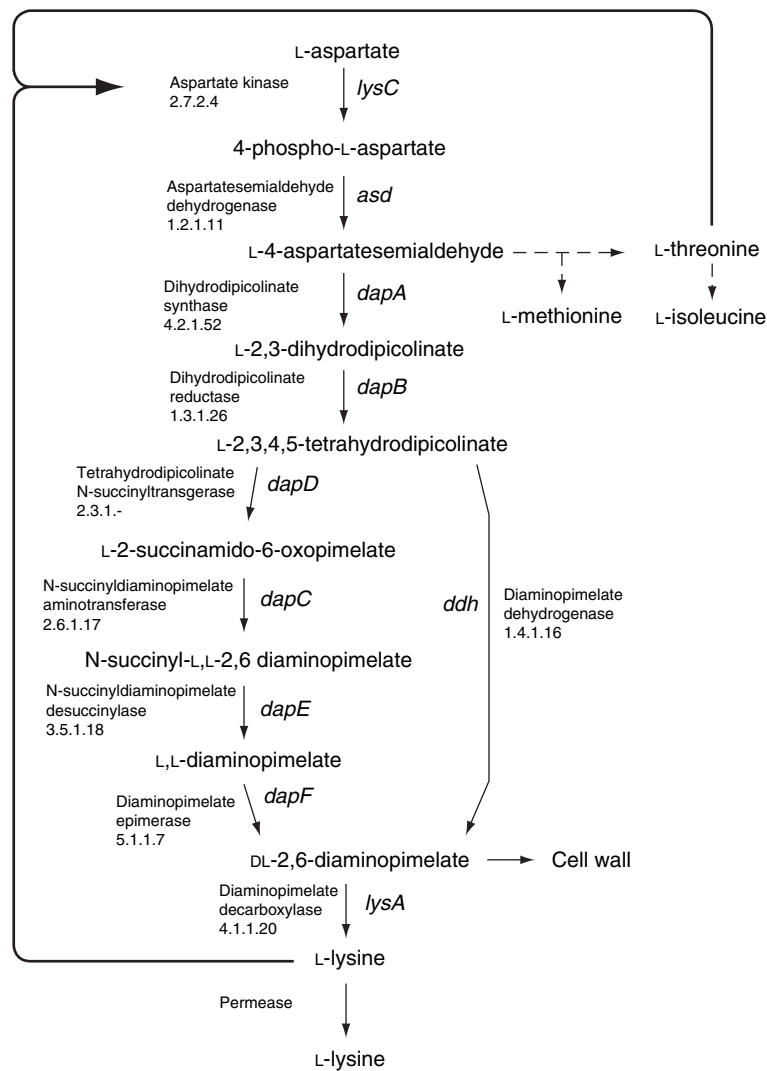 L-aspartate
Aspartate kinase
2.7.2.4
lysC
4-phospho-L-aspartate
Aspartatesemialdehyde
dehydrogenase
1.2.1.11
asd
L-4-aspartatesemialdehyde
L-threonine
Dihydrodipicolinate
synthase
4.2.1.52
dapA
L-methionine
L-isoleucine
L-2,3-dihydrodipicolinate
Dihydrodipicolinate
reductase
1.3.1.26
dapB
L-2,3,4,5-tetrahydrodipicolinate
Tetrahydrodipicolinate
N-succinyltransgerase
2.3.1.-
dapD
L-2-succinamido-6-oxopimelate
N-succinyldiaminopimelate
aminotransferase
2.6.1.17
dapC
ddh
Diaminopimelate
dehydrogenase
1.4.1.16
N-succinyl-L,L-2,6 diaminopimelate
N-succinyldiaminopimelate
desuccinylase
3.5.1.18
dapE
L,L-diaminopimelate
Diaminopimelate
epimerase
5.1.1.7
dapF
DL-2,6-diaminopimelate
Cell wall
Diaminopimelate
decarboxylase
4.1.1.20
lysA
L-lysine
Permease
L-lysine